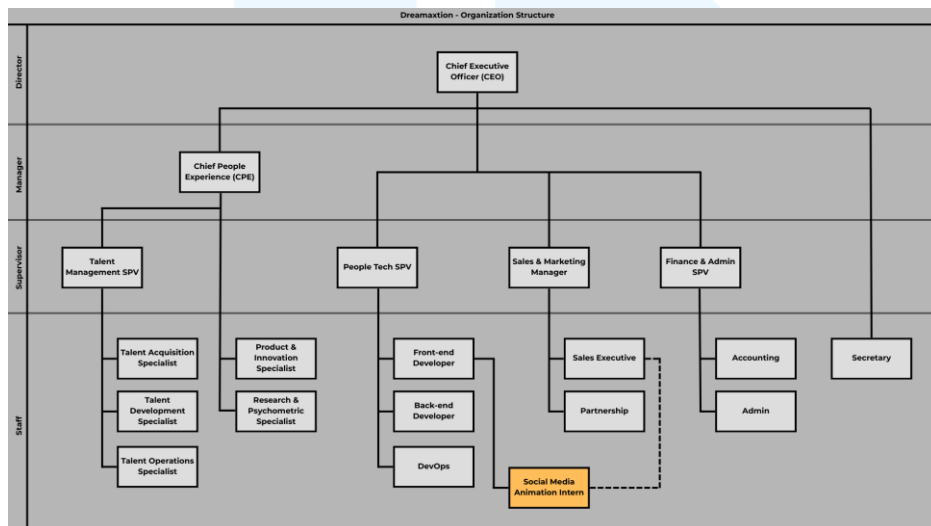 Dreamaxtion - Organization Structure
Director
Chief Executive
Officer (CEO)
Manager
Chief People
Experience (CPE)
Supervisor
Talent
Management SPV
People Tech SPV
Sales & Marketing
Manager
Finance & Admin
SPV
Staff
Talent Acquisition
Specialist
Product &
Innovation
Specialist
Front-end
Developer
Sales Executive
Accounting
Secretary
Talent
Development
Specialist
Research &
Psychometric
Specialist
Back-end
Developer
Partnership
Admin
Talent Operations
Specialist
DevOps
Social Media
Animation Intern